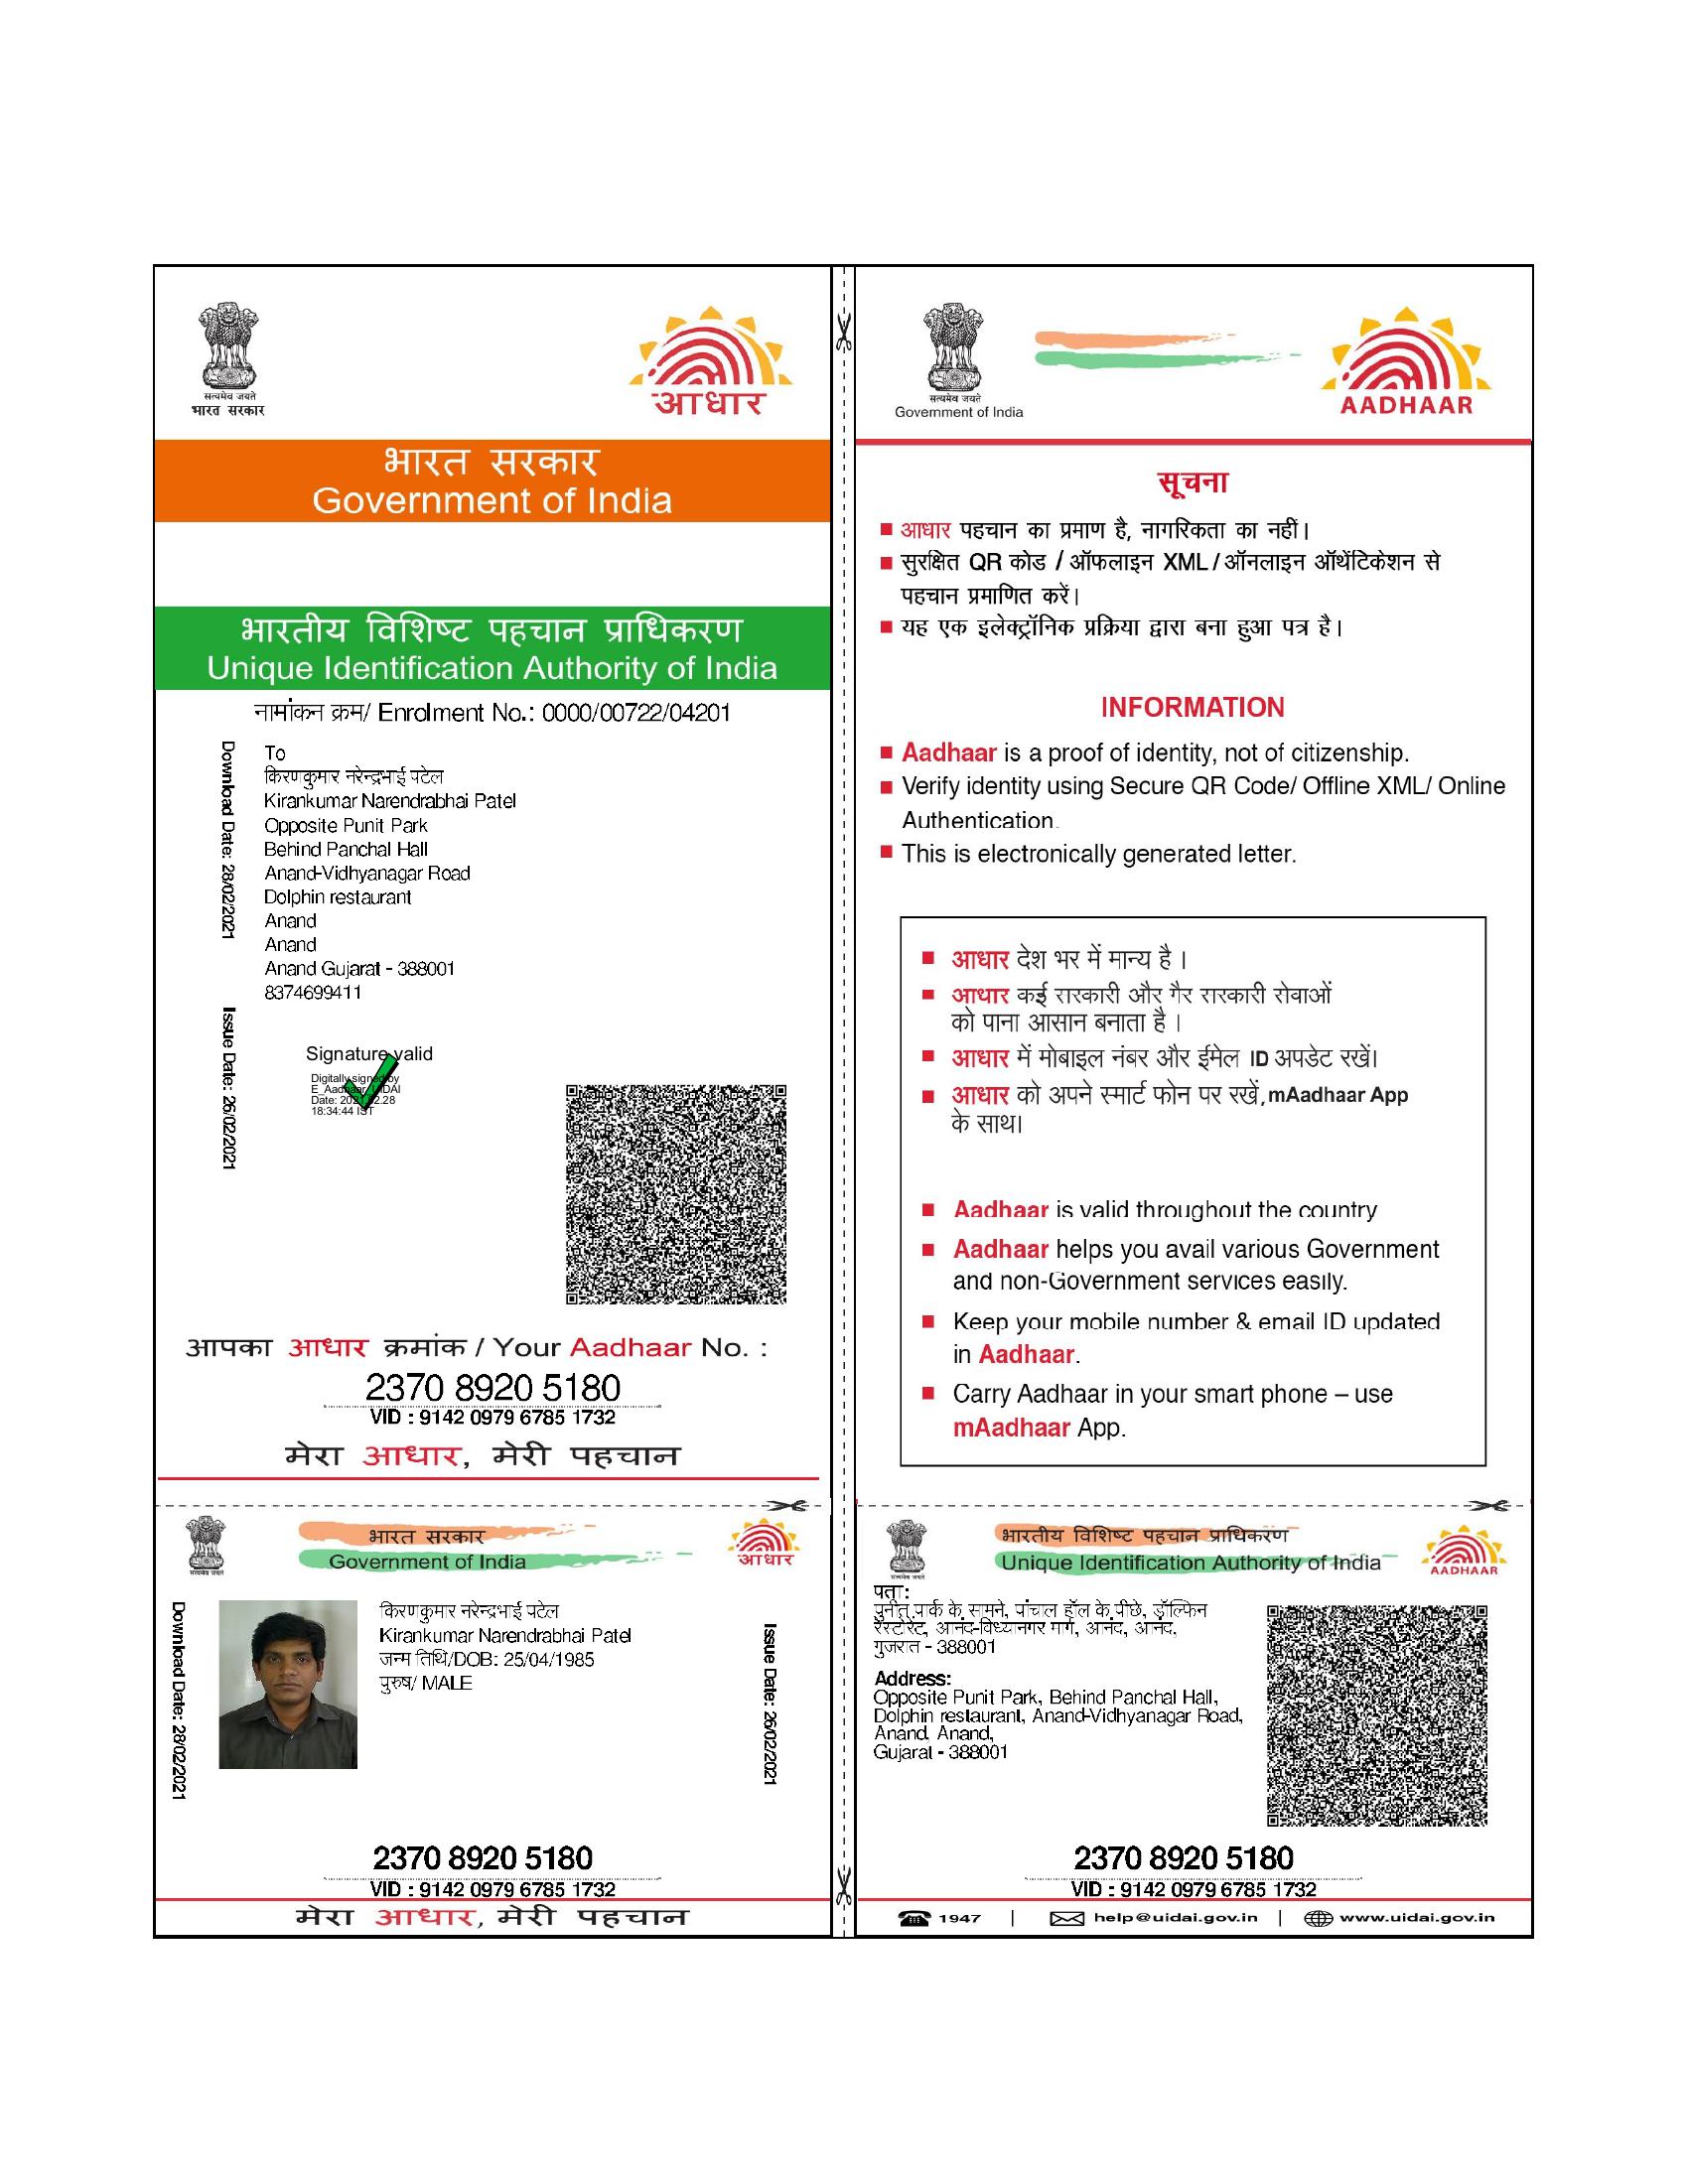 सत्यमेव जयते
भारत सरकार
आधार
भारत सरकार
Government of India
भारतीय विशिष्ट पहचान प्राधिकरण
Unique Identification Authority of India
नामांकन क्रम/ Enrolment No.: 0000/00722/04201
Download Date: 28/02/2021
Issue Date: 26/02/2021
To
किरणकुमार नरेन्द्रभाई पटेल
Kirankumar Narendrabhai Patel
Opposite Punit Park
Behind Panchal Hall
Anand-Vidhyanagar Road
Dolphin restaurant
Anand
Anand
Anand Gujarat - 388001
8374699411
Signature valid
Digitally signed by
E_Aadhaar UIDAI
Date: 2021.02.28
18:34:44 IST
आपका आधार क्रमांक / Your Aadhaar No. :
2370 8920 5180
VID : 9142 0979 6785 1732
मेरा आधार, मेरी पहचान
सत्यमेव जयते
Government of India
AADHAAR
सूचना
आधार पहचान का प्रमाण है, नागरिकता का नहीं।
सुरक्षित QR कोड / ऑफलाइन XML / ऑनलाइन ऑथेंटिकेशन से
पहचान प्रमाणित करें।
यह एक इलेक्ट्रॉनिक प्रक्रिया द्वारा बना हुआ पत्र है।
INFORMATION
Aadhaar is a proof of identity, not of citizenship.
Verify identity using Secure QR Code/ Offline XML/ Online
Authentication.
This is electronically generated letter.
आधार देश भर में मान्य है ।
आधार कई सरकारी और गैर सरकारी सेवाओं
को पाना आसान बनाता है ।
आधार में मोबाइल नंबर और ईमेल ID अपडेट रखें।
आधार को अपने स्मार्ट फोन पर रखें, mAadhaar App
के साथ।
Aadhaar is valid throughout the country
Aadhaar helps you avail various Government
and non-Government services easily.
Keep your mobile number & email ID updated
in Aadhaar.
Carry Aadhaar in your smart phone – use
mAadhaar App.
सत्यमेव जयते
भारत सरकार
Government of India
आधार
Download Date: 28/02/2021
किरणकुमार नरेन्द्रभाई पटेल
Kirankumar Narendrabhai Patel
जन्म तिथि/DOB: 25/04/1985
पुरुष/ MALE
Issue Date: 26/02/2021
2370 8920 5180
VID : 9142 0979 6785 1732
मेरा आधार, मेरी पहचान
सत्यमेव जयते
भारतीय विशिष्ट पहचान प्राधिकरण
Unique Identification Authority of India
AADHAAR
पता:
पुनीत पार्क के सामने, पांचाल हॉल के पीछे, डॉल्फिन
रेस्टोरेंट, आनंद-विध्यानगर मार्ग, आनंद, आनंद,
गुजरात - 388001
Address:
Opposite Punit Park, Behind Panchal Hall,
Dolphin restaurant, Anand-Vidhyanagar Road,
Anand, Anand,
Gujarat - 388001
2370 8920 5180
VID : 9142 0979 6785 1732
1947 | help@uidai.gov.in | www.uidai.gov.in